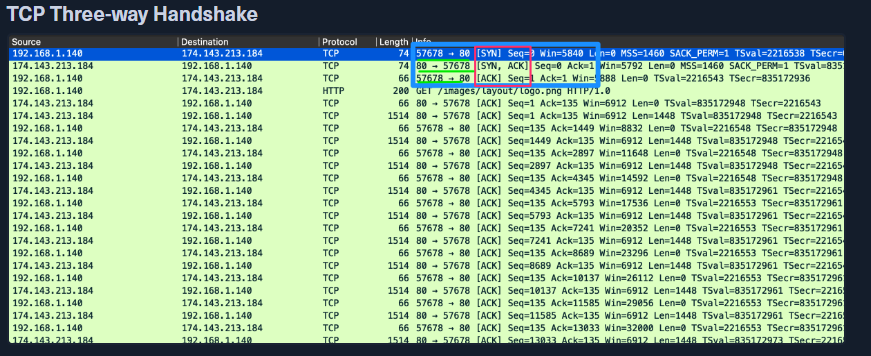 TCP Three-way Handshake
Source Destination Protocol Length Info
192.168.1.140 174.143.213.184 TCP 74 57678 → 80 [SYN] Seq=0 Win=5840 Len=0 MSS=1460 SACK_PERM=1 TSval=2216538 TSecr=
174.143.213.184 192.168.1.140 TCP 74 80 → 57678 [SYN, ACK] Seq=0 Ack=1 Win=5792 Len=0 MSS=1460 SACK_PERM=1 TSval=835
192.168.1.140 174.143.213.184 TCP 66 57678 → 80 [ACK] Seq=1 Ack=1 Len=0 TSval=2216543 TSecr=835172936
192.168.1.140 174.143.213.184 HTTP 200 GET /images/layout/logo.png HTTP/1.0
174.143.213.184 192.168.1.140 TCP 66 80 → 57678 [ACK] Seq=1 Ack=135 Win=6912 Len=0 TSval=835172948 TSecr=2216543
174.143.213.184 192.168.1.140 TCP 1514 80 → 57678 [ACK] Seq=1 Ack=135 Win=6912 Len=1448 TSval=835172948 TSecr=2216543
192.168.1.140 174.143.213.184 TCP 66 57678 → 80 [ACK] Seq=135 Ack=1449 Win=8832 Len=0 TSval=2216548 TSecr=835172948
174.143.213.184 192.168.1.140 TCP 1514 80 → 57678 [ACK] Seq=1449 Ack=135 Win=6912 Len=1448 TSval=835172948 TSecr=221654
192.168.1.140 174.143.213.184 TCP 66 57678 → 80 [ACK] Seq=135 Ack=2897 Win=11648 Len=0 TSval=2216548 TSecr=835172948
174.143.213.184 192.168.1.140 TCP 1514 80 → 57678 [ACK] Seq=2897 Ack=135 Win=6912 Len=1448 TSval=835172948 TSecr=221654
192.168.1.140 174.143.213.184 TCP 66 57678 → 80 [ACK] Seq=135 Ack=4345 Win=14592 Len=0 TSval=2216548 TSecr=835172948
174.143.213.184 192.168.1.140 TCP 1514 80 → 57678 [ACK] Seq=4345 Ack=135 Win=6912 Len=1448 TSval=835172961 TSecr=221654
192.168.1.140 174.143.213.184 TCP 66 57678 → 80 [ACK] Seq=135 Ack=5793 Win=17536 Len=0 TSval=2216553 TSecr=835172961
174.143.213.184 192.168.1.140 TCP 1514 80 → 57678 [ACK] Seq=5793 Ack=135 Win=6912 Len=1448 TSval=835172961 TSecr=221654
192.168.1.140 174.143.213.184 TCP 66 57678 → 80 [ACK] Seq=135 Ack=7241 Win=20352 Len=0 TSval=2216553 TSecr=835172961
174.143.213.184 192.168.1.140 TCP 1514 80 → 57678 [ACK] Seq=7241 Ack=135 Win=6912 Len=1448 TSval=835172961 TSecr=221654
192.168.1.140 174.143.213.184 TCP 66 57678 → 80 [ACK] Seq=135 Ack=8689 Win=23296 Len=0 TSval=2216553 TSecr=835172961
174.143.213.184 192.168.1.140 TCP 1514 80 → 57678 [ACK] Seq=8689 Ack=135 Win=6912 Len=1448 TSval=835172961 TSecr=221654
192.168.1.140 174.143.213.184 TCP 66 57678 → 80 [ACK] Seq=135 Ack=10137 Win=26112 Len=0 TSval=2216553 TSecr=83517296
174.143.213.184 192.168.1.140 TCP 1514 80 → 57678 [ACK] Seq=10137 Ack=135 Win=6912 Len=1448 TSval=835172961 TSecr=22165
192.168.1.140 174.143.213.184 TCP 66 57678 → 80 [ACK] Seq=135 Ack=11585 Win=29056 Len=0 TSval=2216553 TSecr=83517296
174.143.213.184 192.168.1.140 TCP 1514 80 → 57678 [ACK] Seq=11585 Ack=135 Win=6912 Len=1448 TSval=835172961 TSecr=22165
192.168.1.140 174.143.213.184 TCP 66 57678 → 80 [ACK] Seq=135 Ack=13033 Win=32000 Len=0 TSval=2216553 TSecr=83517296
174.143.213.184 192.168.1.140 TCP 1514 80 → 57678 [ACK] Seq=13033 Ack=135 Win=6912 Len=1448 TSval=835172973 TSecr=22165